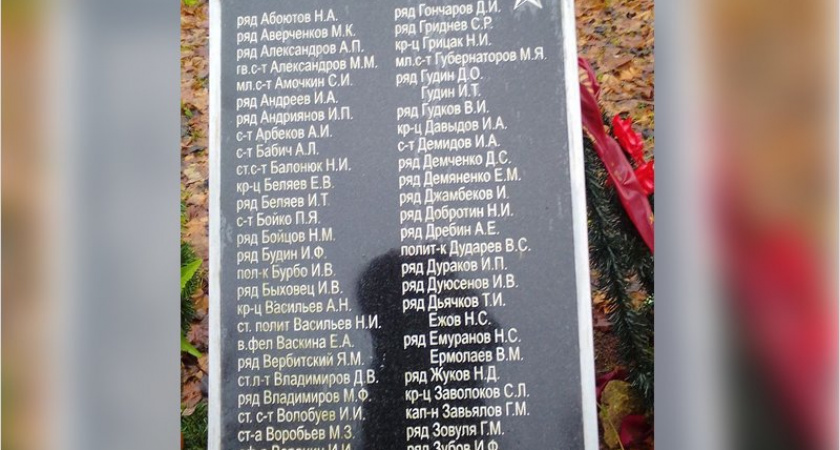 ряд Абоютов Н.А.
ряд Аверченков М.К.
ряд Александров А.П.
гв.с-т Александров М.М.
мл.с-т Амочкин С.И.
ряд Андреев И.А.
ряд Андриянов И.П.
с-т Арбеков А.И.
с-т Бабич А.Л.
ст.с-т Балонюк Н.И.
кр-ц Беляев Е.В.
ряд Беляев И.Т
с-т Бойко П.Я.
ряд Бойцов Н.М.
ряд Будин И.Ф.
пол-к Бурбо И.В.
ряд Быховец И.В.
кр-ц Васильев А.Н.
ст. полит Васильев Н.И.
в.фел Васкина Е.А.
ряд Вербитский Я.М.
ст.л-т Владимиров Д.В.
ряд Владимиров М.Ф.
ст. с-т Волобуев И.И.
ст-а Воробьев М.З.
ряд Гончаров Д.И.
ряд Гриднев С.Р.
кр-ц Грицак Н.И.
мл.с-т Губернаторов М.Я.
ряд Гудин Д.О.
Гудин И.Т.
ряд Гудков В.И.
кр-ц Давыдов И.А.
с-т Демидов И.А.
ряд Демченко Д.С.
ряд Демяненко Е.М.
ряд Джамбеков И.
ряд Добротин Н.И.
ряд Дребин А.Е.
полит-к Дударев В.С.
ряд Дураков И.П.
ряд Дуюсенов И.В.
ряд Дьячков Т.И.
Ежов Н.С.
ряд Емуранов Н.С.
Ермолаев В.М.
ряд Жуков Н.Д.
кр-ц Заволоков С.Л.
кап-н Завьялов Г.М.
ряд Зовуля Г.М.
ряд Зубов И.Ф.